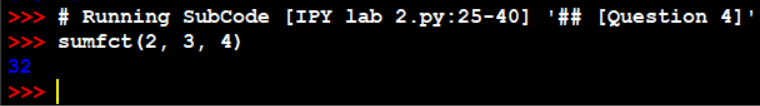 >>> # Running SubCode [IPY lab 2.py:25-40] '## [Question 4]'
>>> sumfct(2, 3, 4)
32
>>>